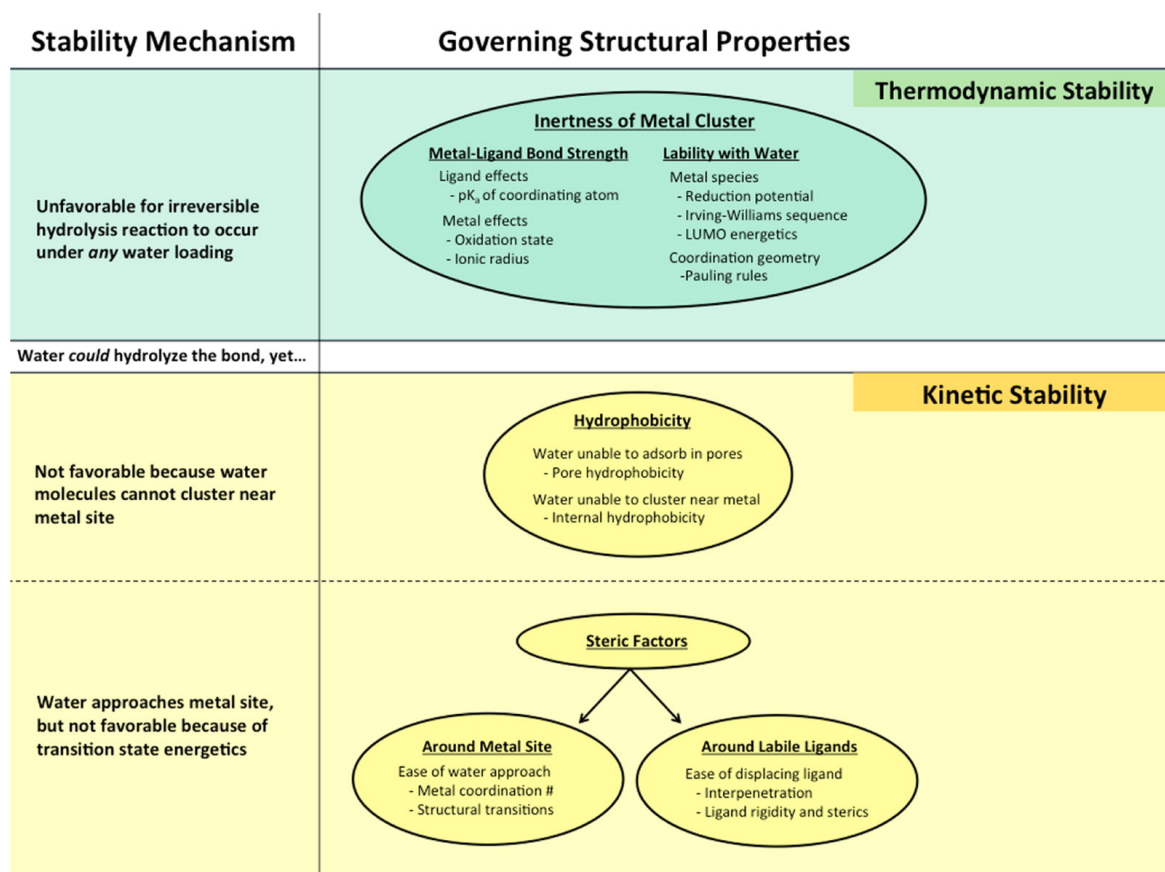 Stability Mechanism
Governing Structural Properties
Thermodynamic Stability
Unfavorable for irreversible
hydrolysis reaction to occur
under any water loading
Inertness of Metal Cluster
Metal-Ligand Bond Strength
Ligand effects
- pKa of coordinating atom
Metal effects
- Oxidation state
- Ionic radius
Lability with Water
Metal species
- Reduction potential
- Irving-Williams sequence
- LUMO energetics
Coordination geometry
-Pauling rules
Water could hydrolyze the bond, yet...
Kinetic Stability
Not favorable because water
molecules cannot cluster near
metal site
Hydrophobicity
Water unable to adsorb in pores
- Pore hydrophobicity
Water unable to cluster near metal
- Internal hydrophobicity
Water approaches metal site,
but not favorable because of
transition state energetics
Steric Factors
Around Metal Site
Ease of water approach
- Metal coordination #
- Structural transitions
Around Labile Ligands
Ease of displacing ligand
- Interpenetration
- Ligand rigidity and sterics